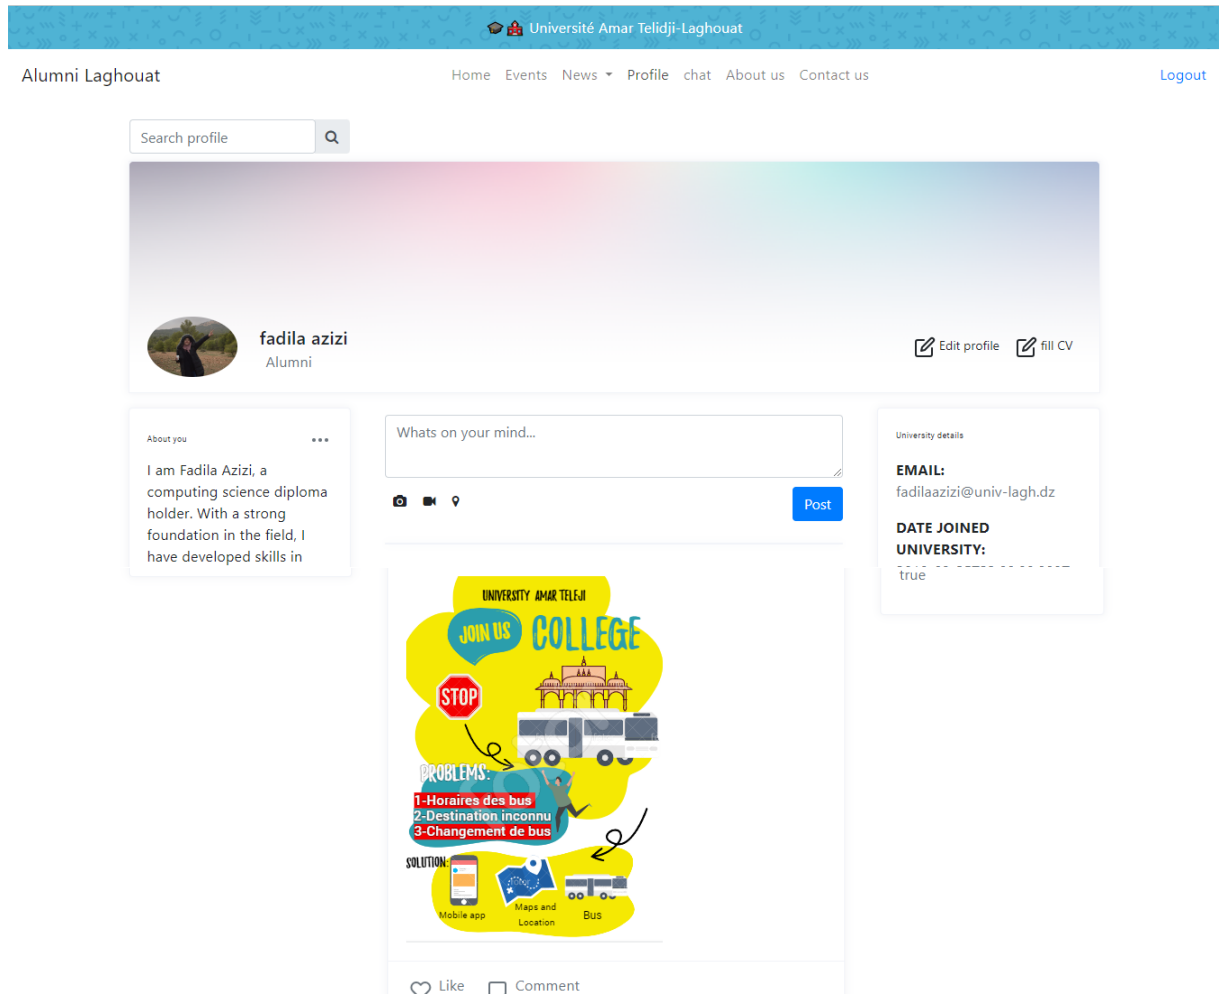 Université Amar Telidji-Laghouat
Alumni Laghouat
Home Events News Profile chat About us Contact us
Logout
Search profile
fadila azizi
Alumni
Edit profile fill CV
About you
I am Fadila Azizi, a
computing science diploma
holder. With a strong
foundation in the field, I
have developed skills in
Whats on your mind...
Post
UNIVERSITY AMAR TELEJI
JOIN US
COLLEGE
STOP
PROBLEMS:
1-Horaires des bus
2-Destination inconnu
3-Changement de bus
SOLUTION:
Mobile app
Maps and
Location
Bus
Like Comment
University details
EMAIL:
fadilaazizi@univ-lagh.dz
DATE JOINED
UNIVERSITY:
true